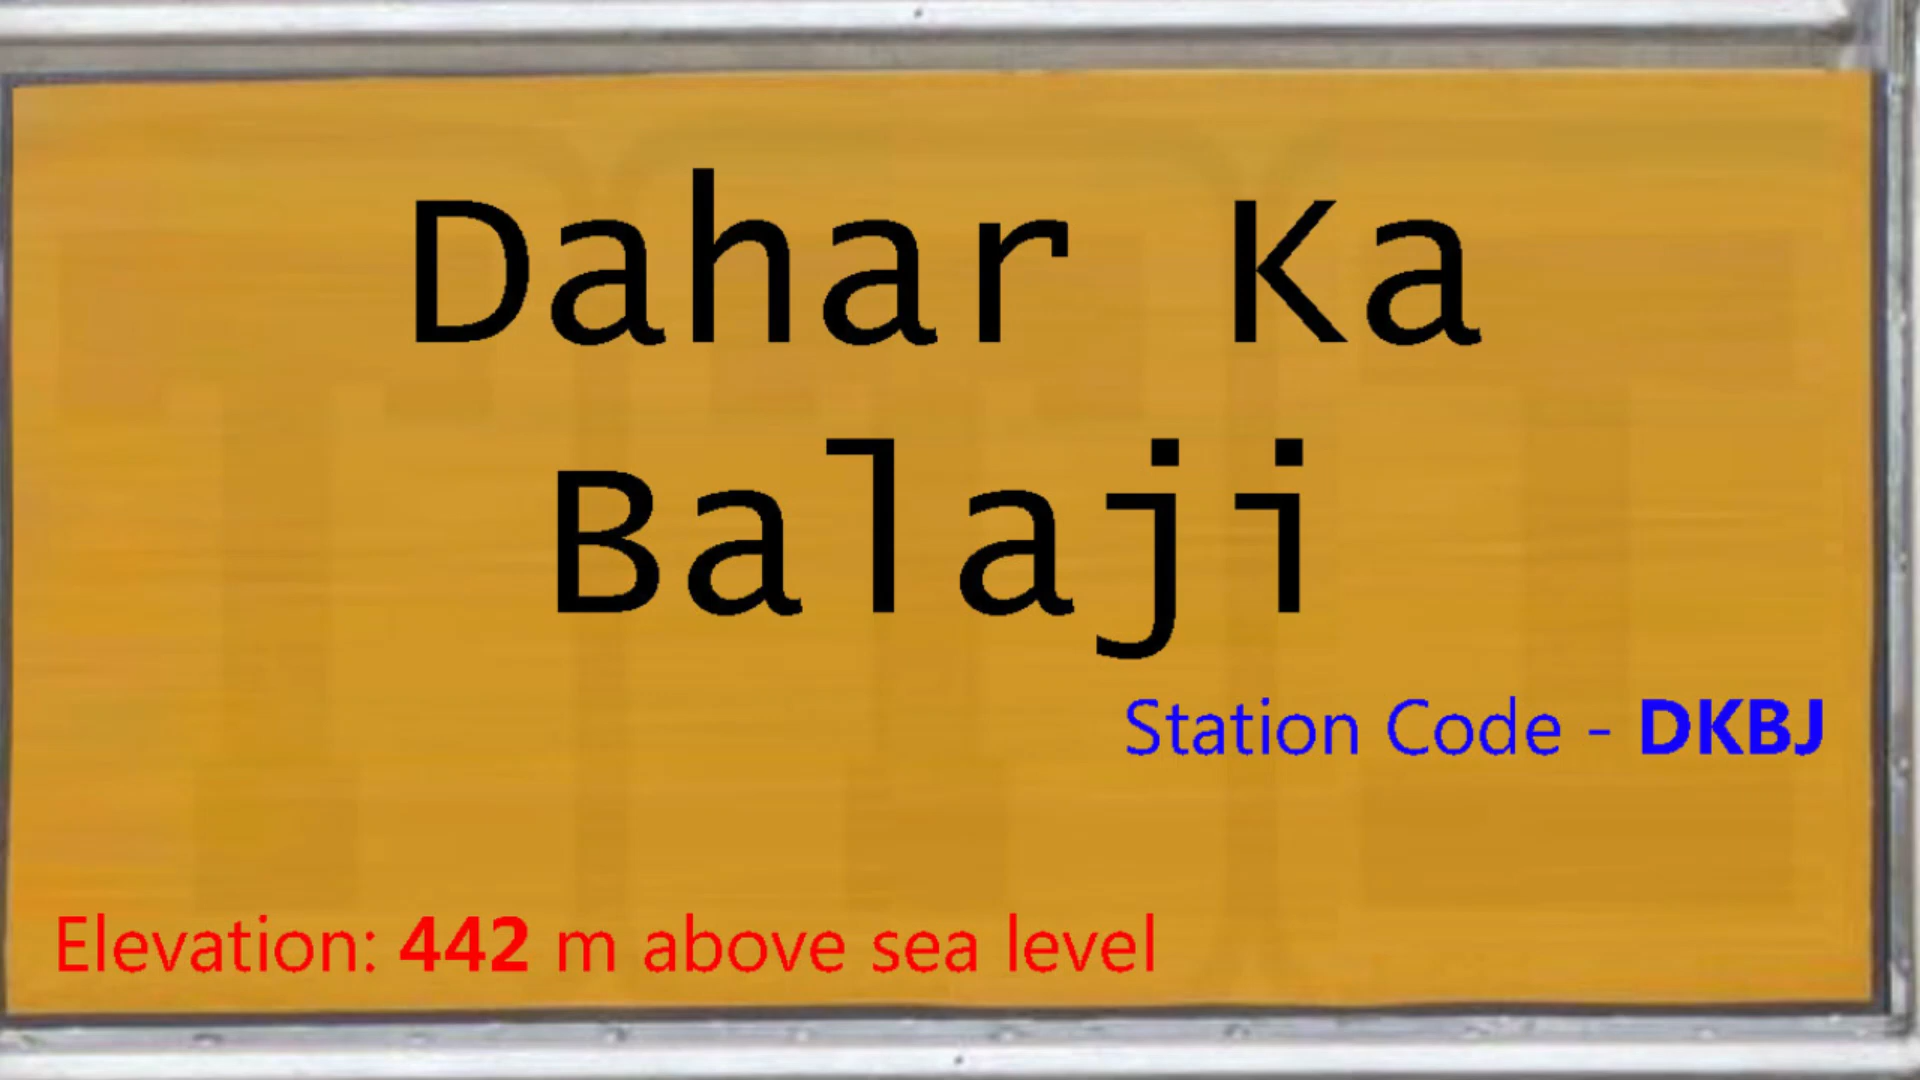 Dahar Ka
Balaji
Station Code - DKBJ
Elevation: 442 m above sea level